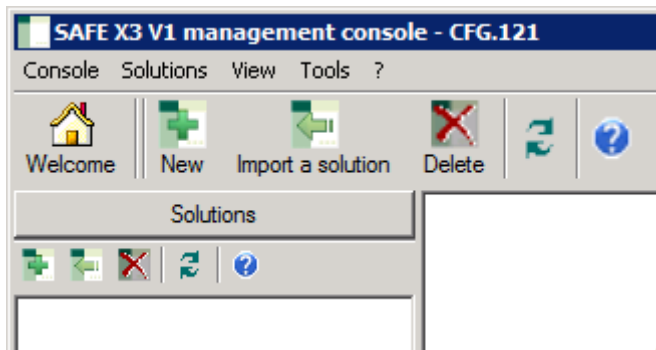 SAFE X3 V1 management console - CFG.121
Console Solutions View Tools ?
Welcome New Import a solution Delete
Solutions